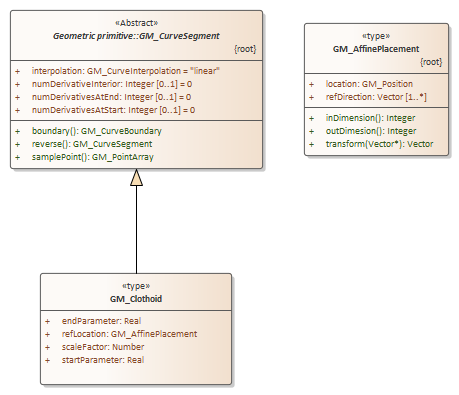 «Abstract»
Geometric primitive::GM_CurveSegment
{root}
+ interpolation: GM_CurveInterpolation = "linear"
+ numDerivativeInterior: Integer [0..1] = 0
+ numDerivativesAtEnd: Integer [0..1] = 0
+ numDerivativesAtStart: Integer [0..1] = 0
+ boundary(): GM_CurveBoundary
+ reverse(): GM_CurveSegment
+ samplePoint(): GM_PointArray
«type»
GM_AffinePlacement
{root}
+ location: GM_Position
+ refDirection: Vector [1..*]
+ inDimension(): Integer
+ outDimesion(): Integer
+ transform(Vector*): Vector
«type»
GM_Clothoid
+ endParameter: Real
+ refLocation: GM_AffinePlacement
+ scaleFactor: Number
+ startParameter: Real